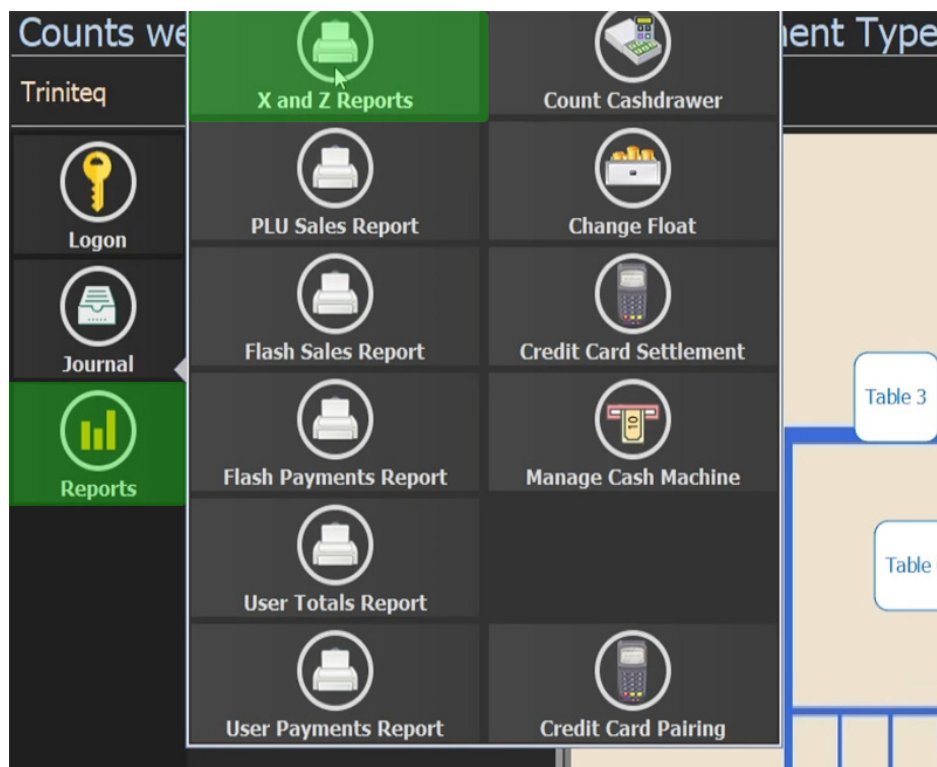 Counts we
ent Type
Triniteq
Logon
Journal
Reports
X and Z Reports
Count Cashdrawer
PLU Sales Report
Change Float
Flash Sales Report
Credit Card Settlement
Flash Payments Report
Manage Cash Machine
User Totals Report
User Payments Report
Credit Card Pairing
10
Table 3
Table